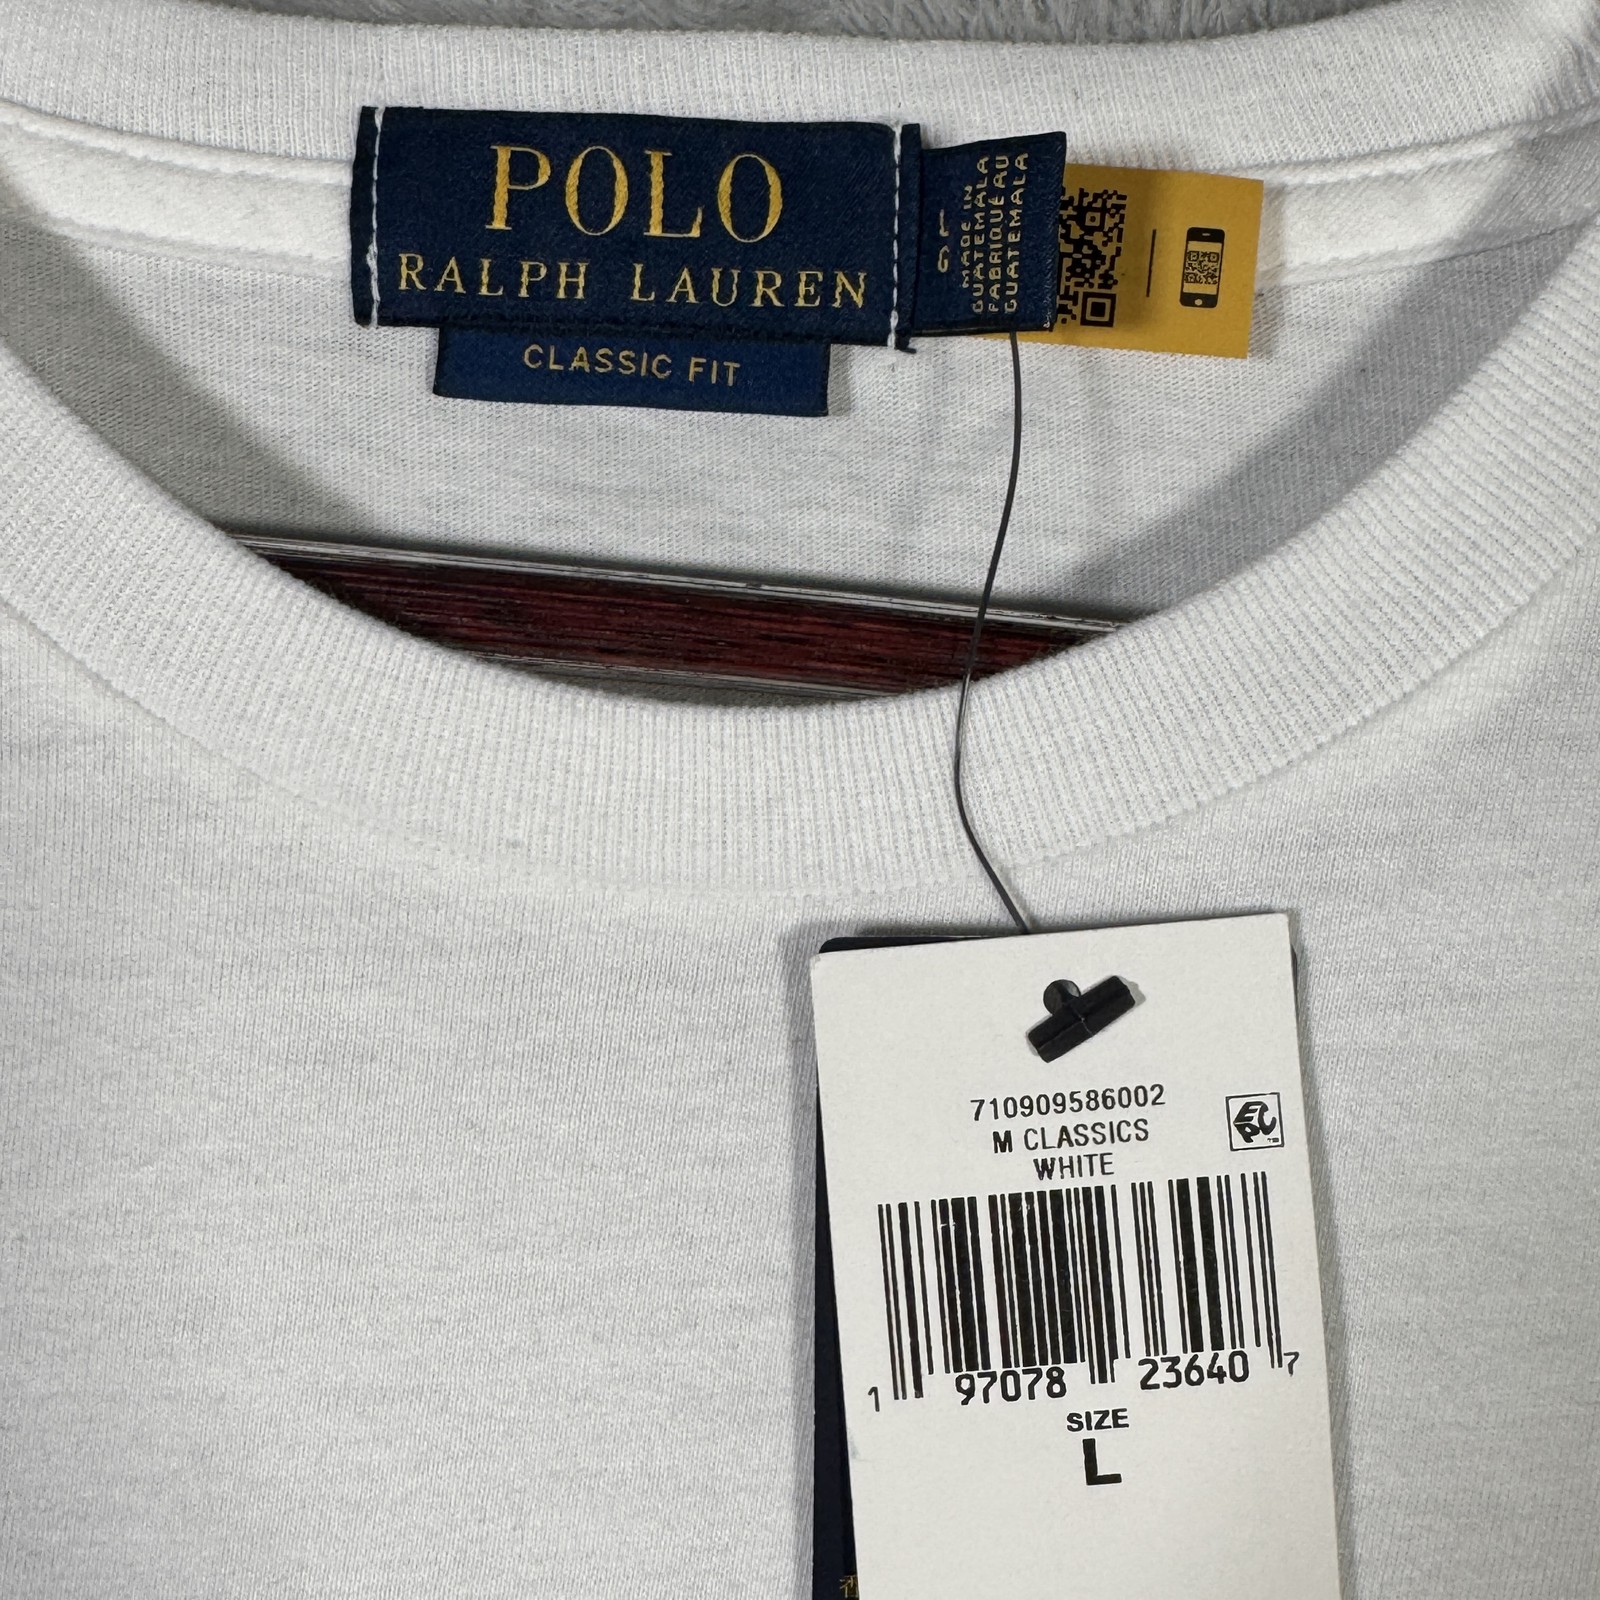 POLO
RALPH LAUREN
CLASSIC FIT
MADE IN
GUATEMALA
FABRIQUÉ AU
GUATEMALA
710909586002
M CLASSICS
WHITE
EPC
1 97078 23640 7
SIZE
L